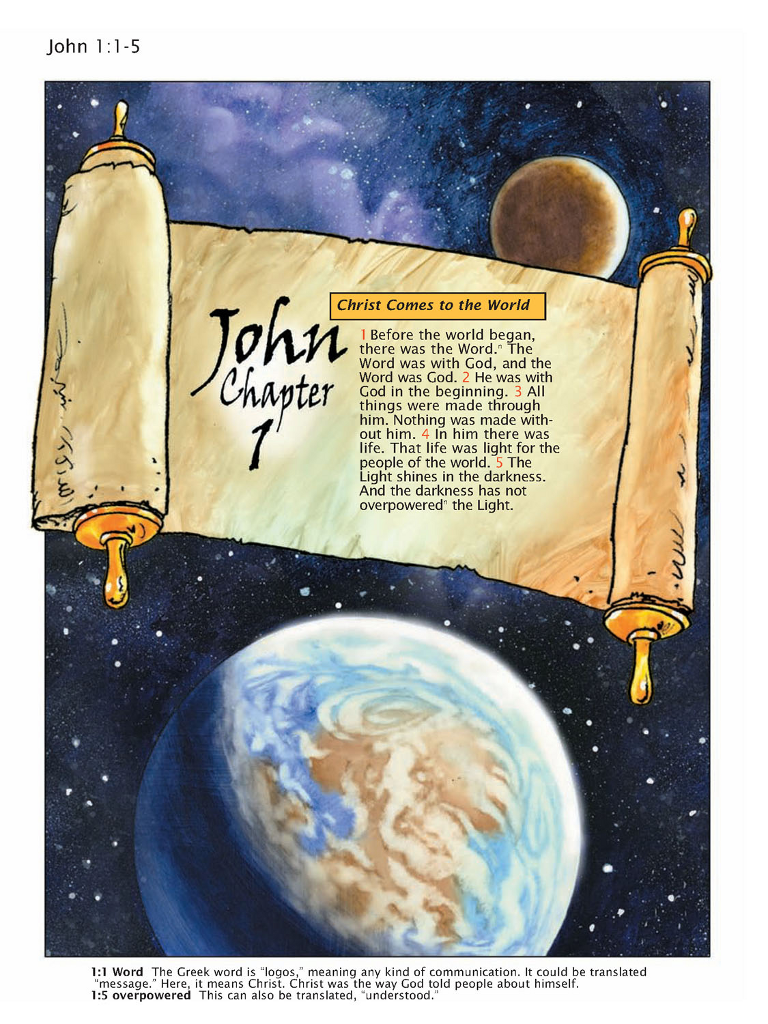 John 1:1-5
John
Chapter
1
Christ Comes to the World
1 Before the world began,
there was the Word.ⁿ The
Word was with God, and the
Word was God. 2 He was with
God in the beginning. 3 All
things were made through
him. Nothing was made with-
out him. 4 In him there was
life. That life was light for the
people of the world. 5 The
Light shines in the darkness.
And the darkness has not
overpoweredⁿ the Light.
1:1 Word The Greek word is “logos,” meaning any kind of communication. It could be translated
“message.” Here, it means Christ. Christ was the way God told people about himself.
1:5 overpowered This can also be translated, “understood.”